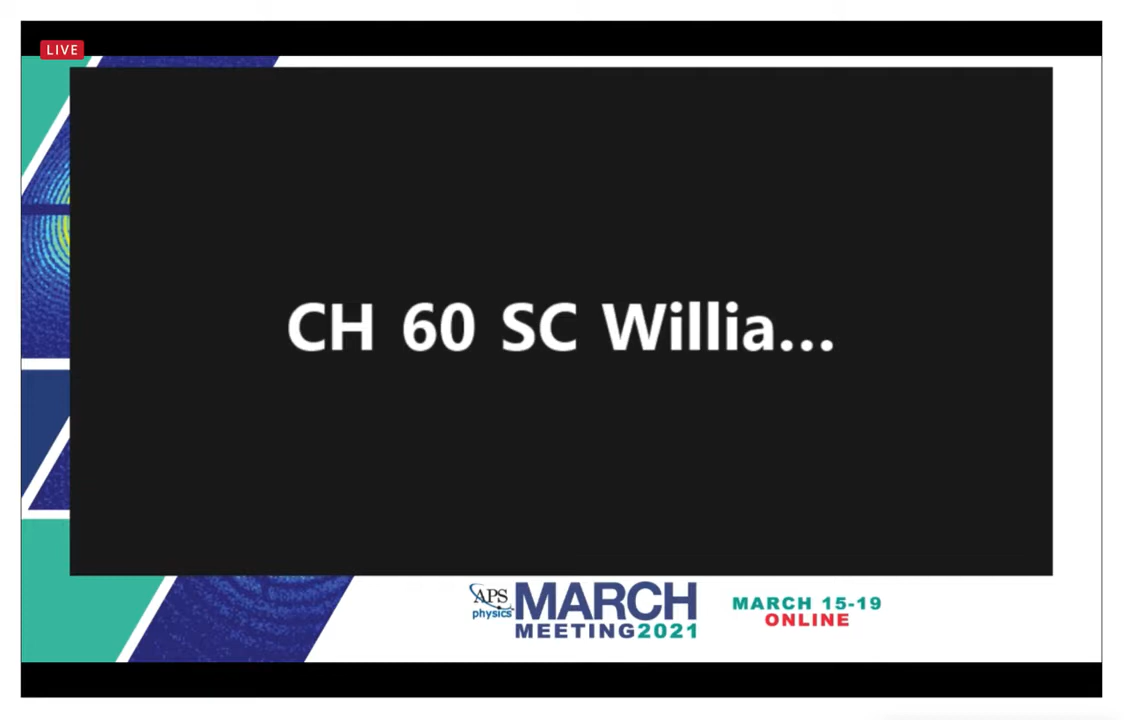 LIVE
CH 60 SC Willia...
APS
physics
MARCH
MEETING2021
MARCH 15-19
ONLINE